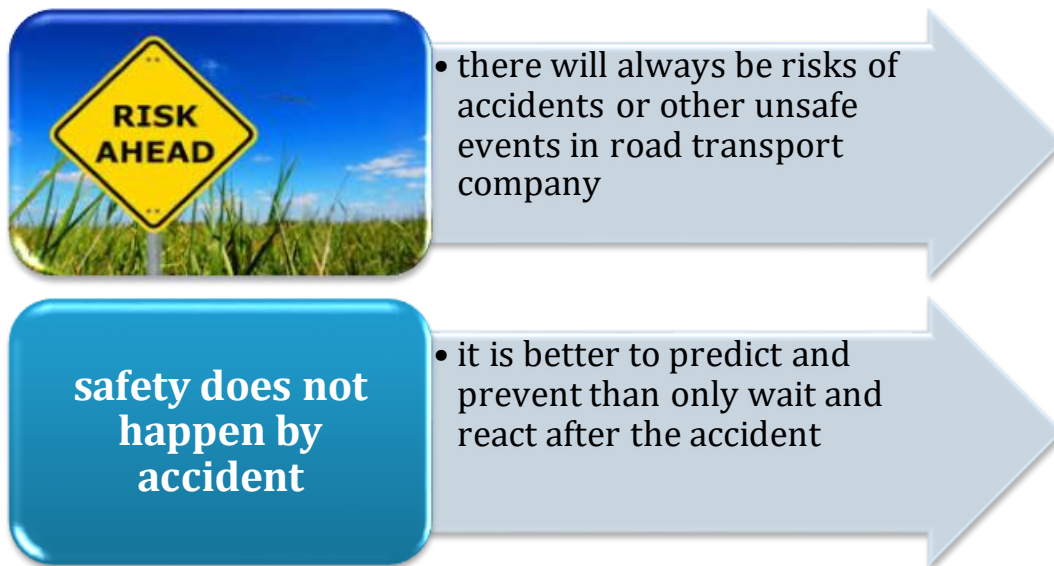 RISK
AHEAD
• there will always be risks of
accidents or other unsafe
events in road transport
company
safety does not
happen by
accident
• it is better to predict and
prevent than only wait and
react after the accident